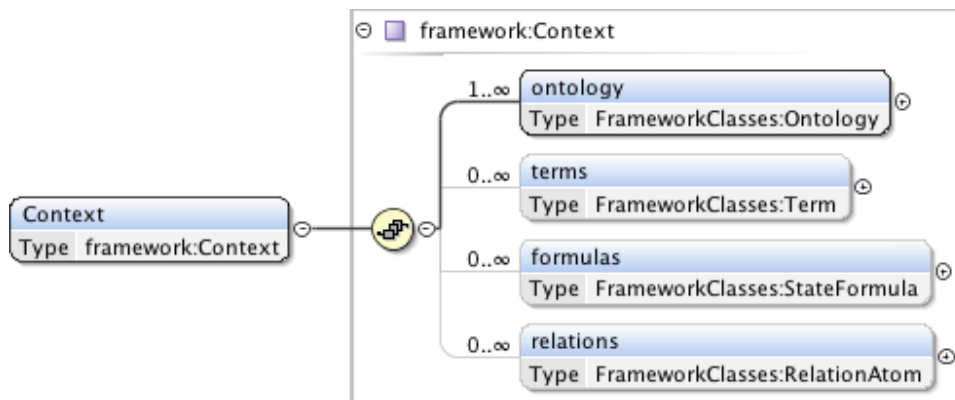 framework:Context
1..∞
ontology
Type FrameworkClasses:Ontology
0..∞
terms
Type FrameworkClasses:Term
Context
Type framework:Context
0..∞
formulas
Type FrameworkClasses:StateFormula
0..∞
relations
Type FrameworkClasses:RelationAtom